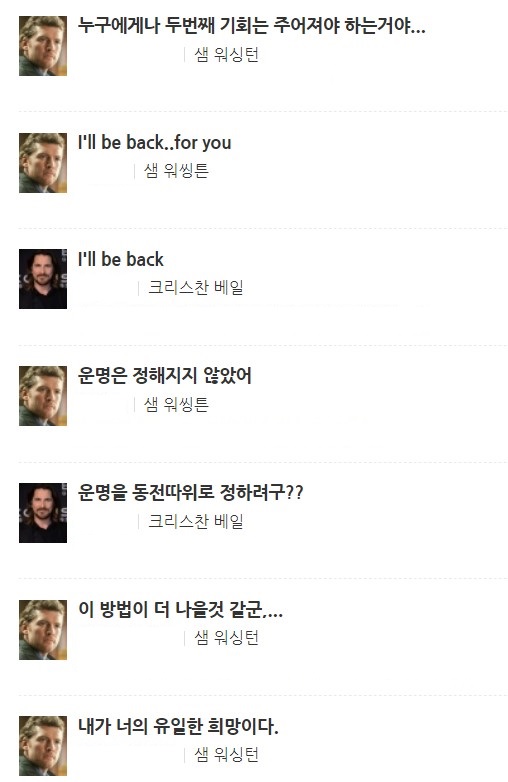 누구에게나 두번째 기회는 주어져야 하는거야...
샘 워싱턴
I'll be back..for you
샘 워씽튼
I'll be back
크리스찬 베일
운명은 정해지지 않았어
샘 워씽튼
운명을 동전따위로 정하려구??
크리스찬 베일
이 방법이 더 나을것 같군,...
샘 워싱턴
내가 너의 유일한 희망이다.
샘 워싱턴